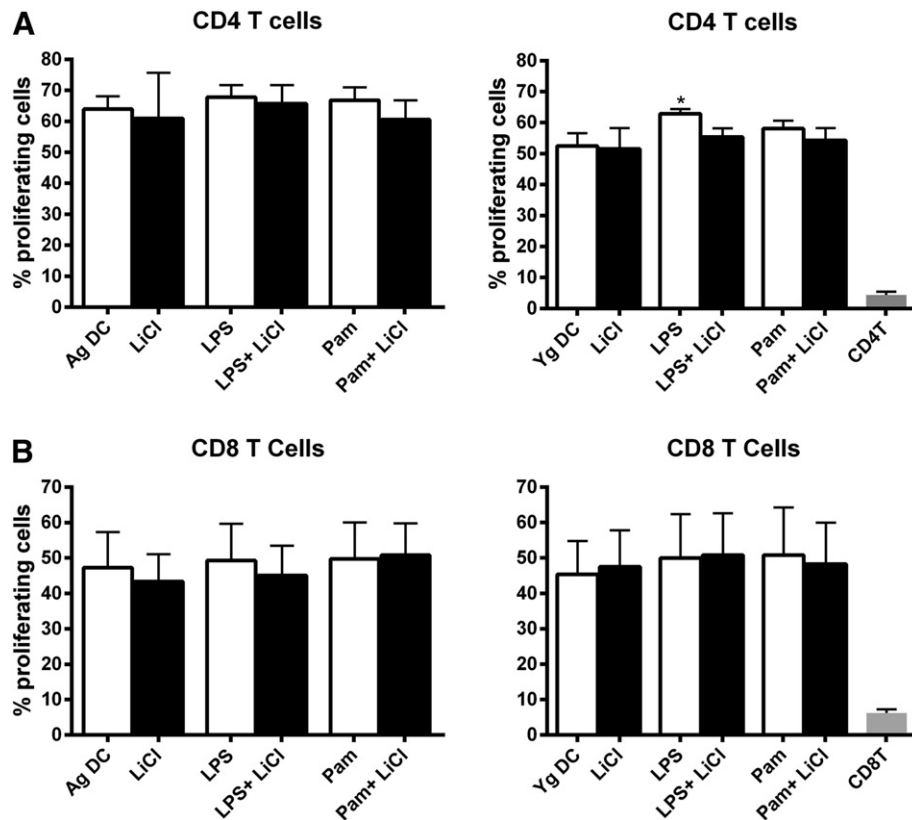 A
CD4 T cells
% proliferating cells
80
70
60
50
40
30
20
10
0
Ag DC
LiCl
LPS
LPS+ LiCl
Pam
Pam+ LiCl
CD4 T cells
% proliferating cells
80
70
60
50
40
30
20
10
0
*
Yg DC
LiCl
LPS
LPS+ LiCl
Pam
Pam+ LiCl
CD4T
B
CD8 T Cells
% proliferating cells
70
60
50
40
30
20
10
0
Ag DC
LiCl
LPS
LPS+ LiCl
Pam
Pam+ LiCl
CD8 T Cells
% proliferating cells
70
60
50
40
30
20
10
0
Yg DC
LiCl
LPS
LPS+ LiCl
Pam
Pam+ LiCl
CD8T